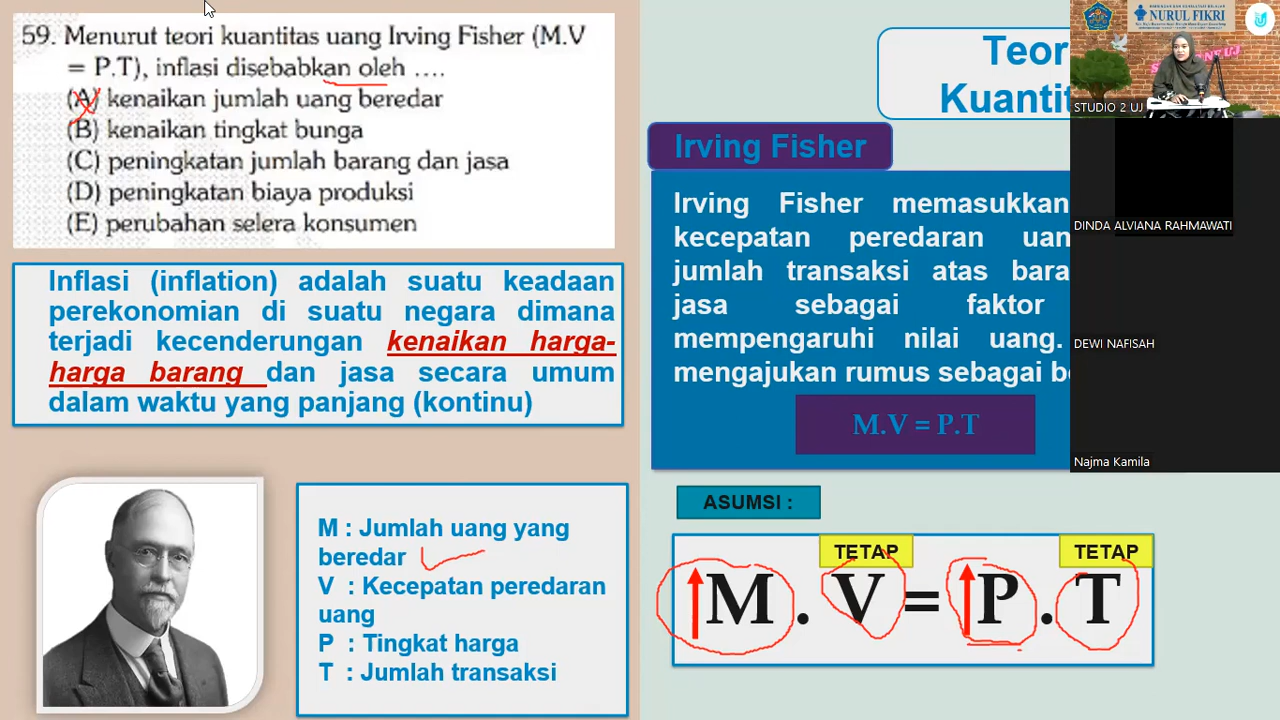 59. Menurut teori kuantitas uang Irving Fisher (M.V
= P.T), inflasi disebabkan oleh ....
(A) kenaikan jumlah uang beredar
(B) kenaikan tingkat bunga
(C) peningkatan jumlah barang dan jasa
(D) peningkatan biaya produksi
(E) perubahan selera konsumen
Inflasi (inflation) adalah suatu keadaan
perekonomian di suatu negara dimana
terjadi kecenderungan kenaikan harga-
harga barang dan jasa secara umum
dalam waktu yang panjang (kontinu)
M : Jumlah uang yang
beredar
V : Kecepatan peredaran
uang
P : Tingkat harga
T : Jumlah transaksi
Teor
Kuantit
Irving Fisher
Irving Fisher memasukkan
kecepatan peredaran uan
jumlah transaksi atas bara
jasa sebagai faktor
mempengaruhi nilai uang.
mengajukan rumus sebagai be
M.V = P.T
ASUMSI :
TETAP
TETAP
M . V = P . T
NURUL FIKRI
STUDIO 2 UJ
DINDA ALVIANA RAHMAWATI
DEWI NAFISAH
Najma Kamila